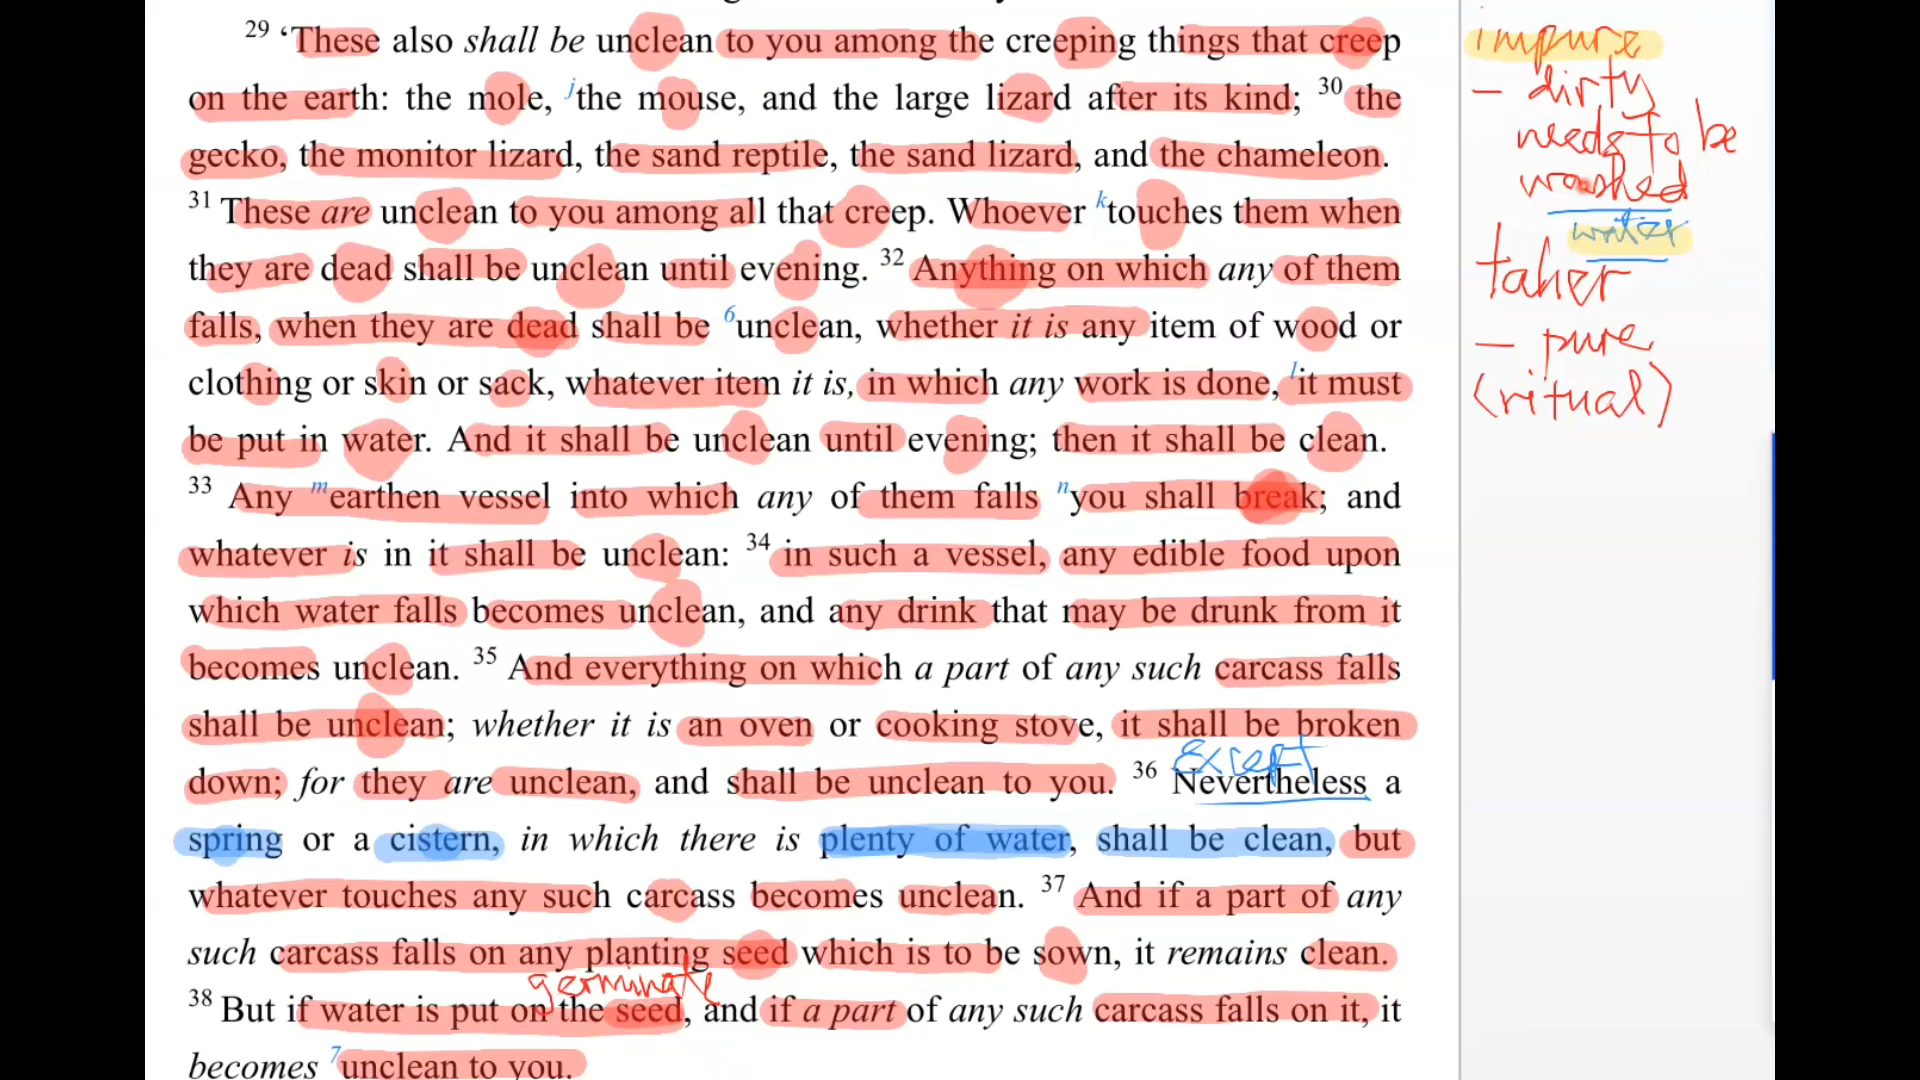 29 ‘These also shall be unclean to you among the creeping things that creep
on the earth: the mole, jthe mouse, and the large lizard after its kind; 30 the
gecko, the monitor lizard, the sand reptile, the sand lizard, and the chameleon.
31 These are unclean to you among all that creep. Whoever ktouches them when
they are dead shall be unclean until evening. 32 Anything on which any of them
falls, when they are dead shall be 6unclean, whether it is any item of wood or
clothing or skin or sack, whatever item it is, in which any work is done, lit must
be put in water. And it shall be unclean until evening; then it shall be clean.
33 Any mearthen vessel into which any of them falls nyou shall break; and
whatever is in it shall be unclean: 34 in such a vessel, any edible food upon
which water falls becomes unclean, and any drink that may be drunk from it
becomes unclean. 35 And everything on which a part of any such carcass falls
shall be unclean; whether it is an oven or cooking stove, it shall be broken
except
down; for they are unclean, and shall be unclean to you. 36 Nevertheless a
spring or a cistern, in which there is plenty of water, shall be clean, but
whatever touches any such carcass becomes unclean. 37 And if a part of any
such carcass falls on any planting seed which is to be sown, it remains clean.
germinate
38 But if water is put on the seed, and if a part of any such carcass falls on it, it
becomes 7unclean to you.
impure
– dirty
needs to be
washed
water
taher
– pure
(ritual)